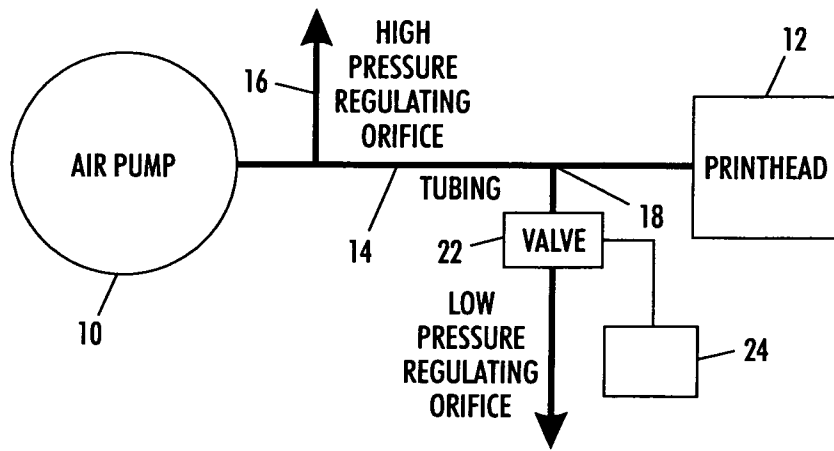 HIGH
PRESSURE
REGULATING
ORIFICE
16
12
AIR PUMP
TUBING
PRINTHEAD
14
18
22
VALVE
10
LOW
PRESSURE
REGULATING
ORIFICE
24